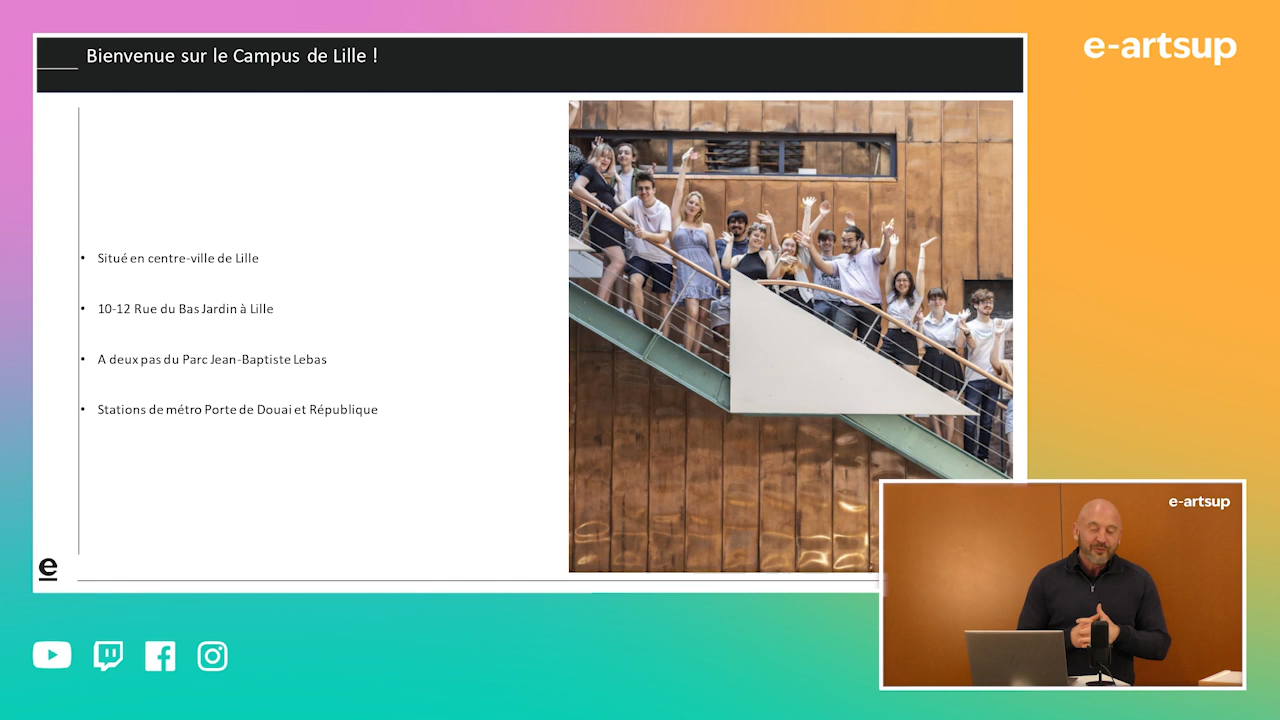 Bienvenue sur le Campus de Lille !
e-artsup
• Situé en centre-ville de Lille
• 10-12 Rue du Bas Jardin à Lille
• A deux pas du Parc Jean-Baptiste Lebas
• Stations de métro Porte de Douai et République
e-artsup
e